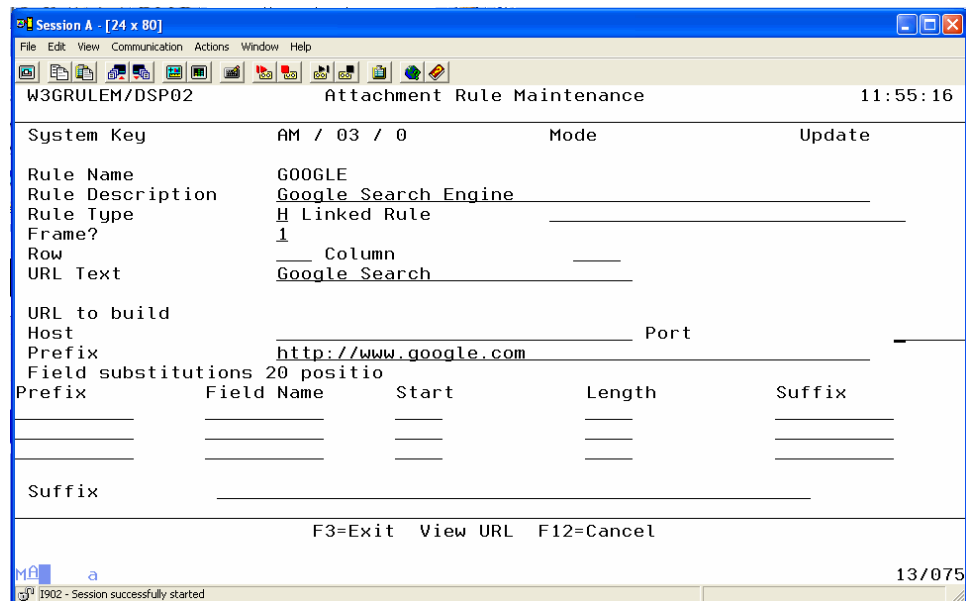 Session A - [24 x 80]
File Edit View Communication Actions Window Help
W3GRULEM/DSP02 Attachment Rule Maintenance 11:55:16
System Key AM / 03 / 0 Mode Update
Rule Name GOOGLE
Rule Description Google Search Engine
Rule Type H Linked Rule
Frame? 1
Row Column
URL Text Google Search
URL to build
Host Port
Prefix http://www.google.com
Field substitutions 20 positio
Prefix Field Name Start Length Suffix
Suffix
F3=Exit View URL F12=Cancel
MA a 13/075
I902 - Session successfully started